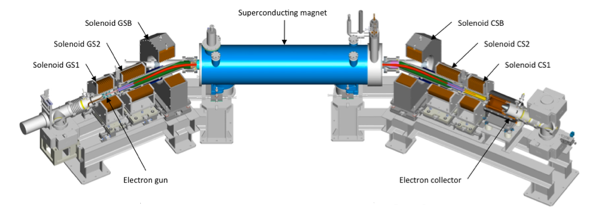 Superconducting magnet
Solenoid GSB
Solenoid GS2
Solenoid GS1
Solenoid CSB
Solenoid CS2
Solenoid CS1
Electron gun
Electron collector